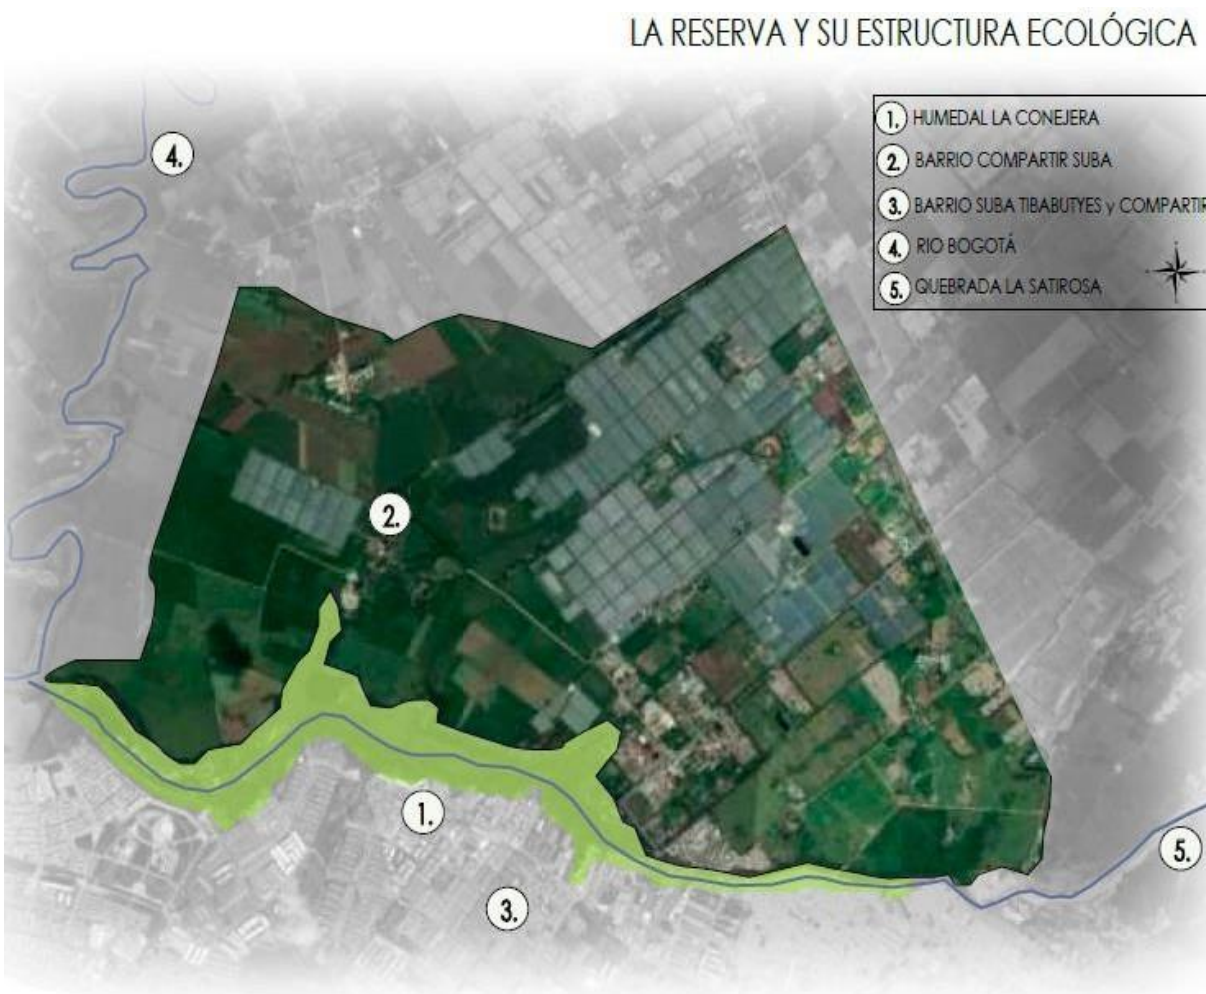 LA RESERVA Y SU ESTRUCTURA ECOLÓGICA
1. HUMEDAL LA CONEJERA
2. BARRIO COMPARTIR SUBA
3. BARRIO SUBA TIBABUTYES y COMPARTIR
4. RIO BOGOTÁ
5. QUEBRADA LA SATIROSA
4.
2.
1.
5.
3.